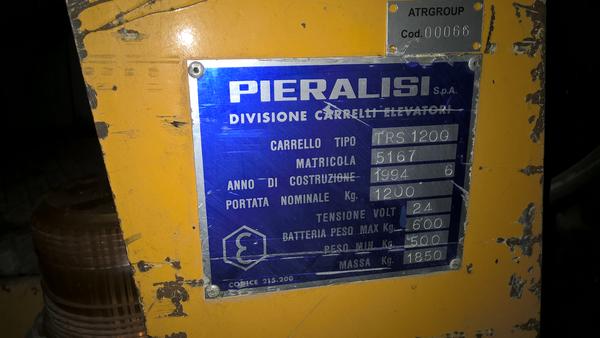 ATRGROUP
Cod. 00066
PIERALISI S.p.A.
DIVISIONE CARRELLI ELEVATORI
CARRELLO TIPO TRS 1200
MATRICOLA 5167
ANNO DI COSTRUZIONE 1994 6
PORTATA NOMINALE Kg. 1200
TENSIONE VOLT 24
BATTERIA PESO MAX Kg. 600
PESO MIN Kg. 500
MASSA Kg. 1850
CODICE 215.200